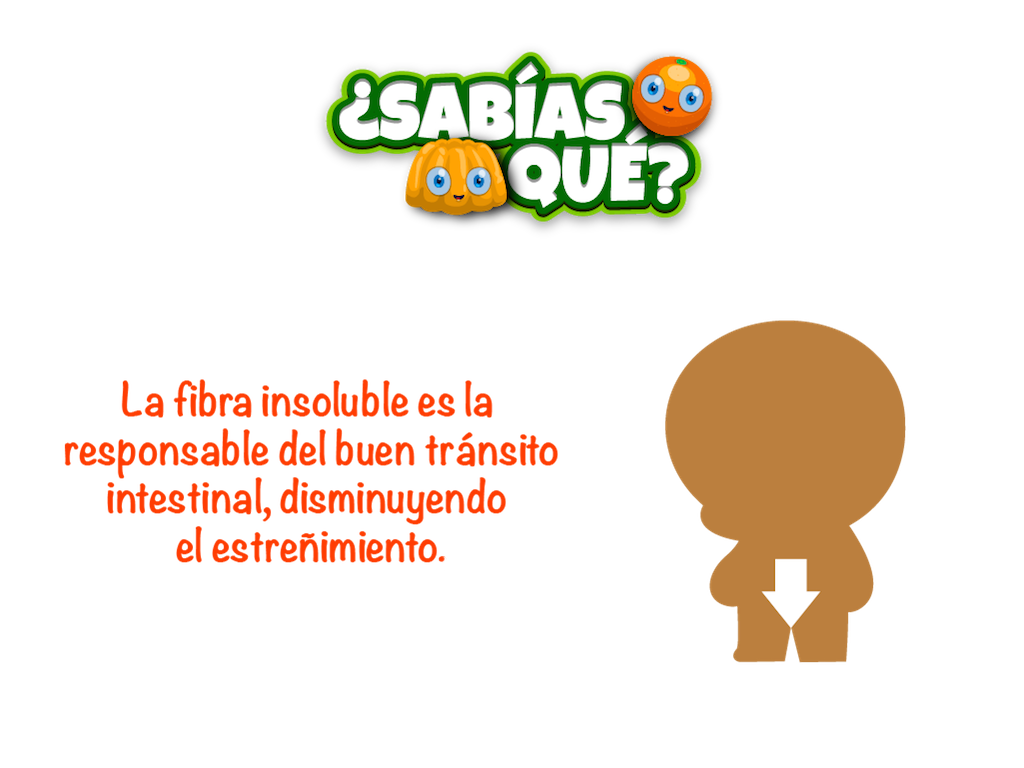 ¿SABÍAS
QUÉ?
La fibra insoluble es la
responsable del buen tránsito
intestinal, disminuyendo
el estreñimiento.